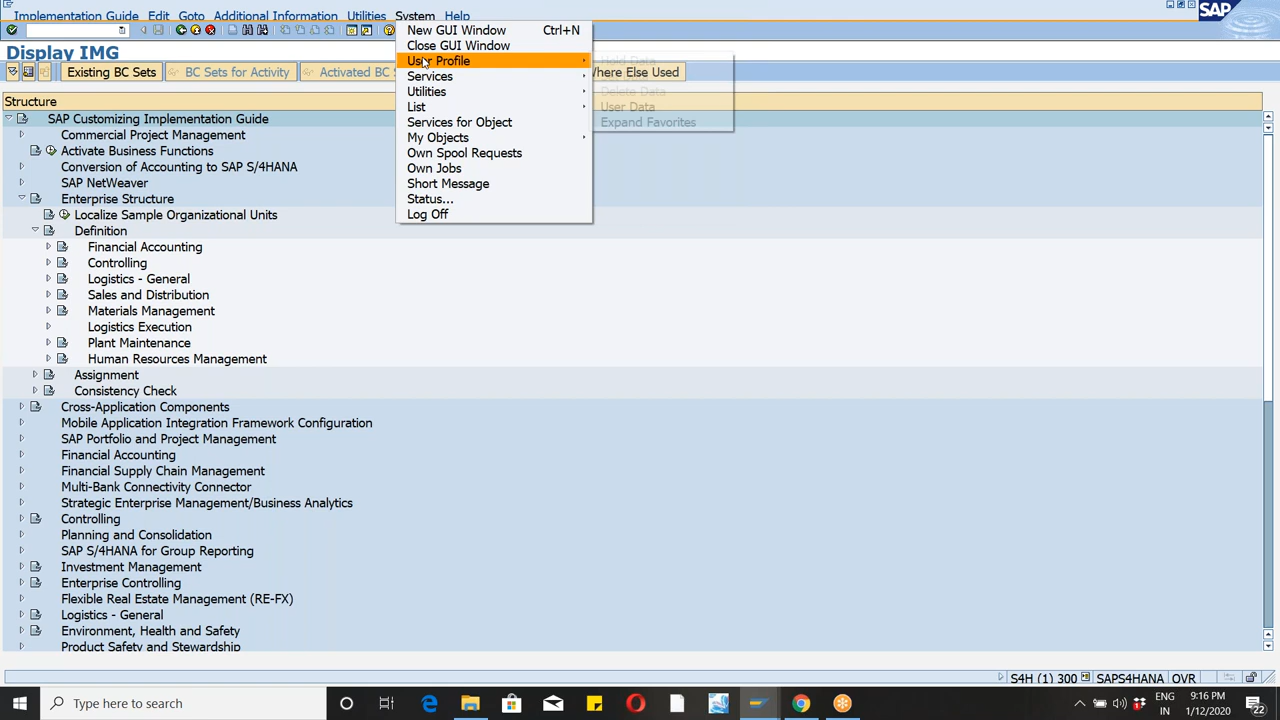 Implementation Guide Edit Goto Additional Information Utilities System Help
SAP
New GUI Window Ctrl+N
Close GUI Window
User Profile
Services
Utilities
List
Services for Object
My Objects
Own Spool Requests
Own Jobs
Short Message
Status...
Log Off
Hold Data
Delete Data
User Data
Expand Favorites
Display IMG
Existing BC Sets BC Sets for Activity Activated BC S Where Else Used
Structure
SAP Customizing Implementation Guide
Commercial Project Management
Activate Business Functions
Conversion of Accounting to SAP S/4HANA
SAP NetWeaver
Enterprise Structure
Localize Sample Organizational Units
Definition
Financial Accounting
Controlling
Logistics - General
Sales and Distribution
Materials Management
Logistics Execution
Plant Maintenance
Human Resources Management
Assignment
Consistency Check
Cross-Application Components
Mobile Application Integration Framework Configuration
SAP Portfolio and Project Management
Financial Accounting
Financial Supply Chain Management
Multi-Bank Connectivity Connector
Strategic Enterprise Management/Business Analytics
Controlling
Planning and Consolidation
SAP S/4HANA for Group Reporting
Investment Management
Enterprise Controlling
Flexible Real Estate Management (RE-FX)
Logistics - General
Environment, Health and Safety
Product Safety and Stewardship
S4H (1) 300 SAPS4HANA OVR
Type here to search
ENG
IN
9:16 PM
1/12/2020
22